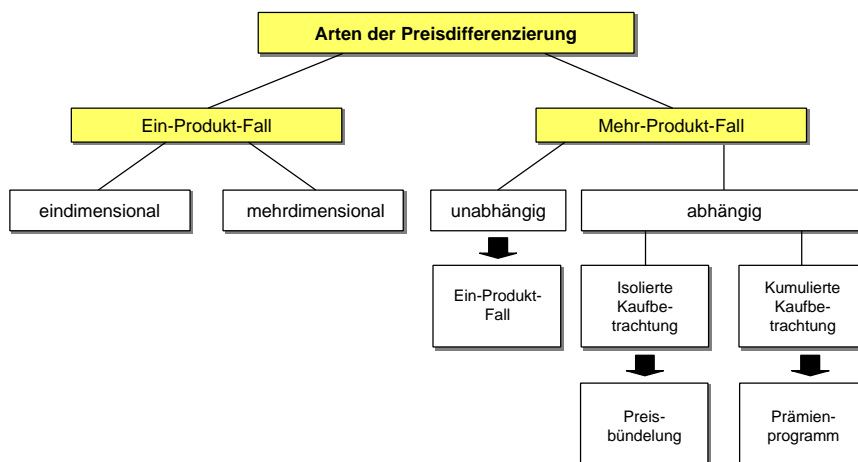 Arten der Preisdifferenzierung
Ein-Produkt-Fall
Mehr-Produkt-Fall
eindimensional
mehrdimensional
unabhängig
abhängig
Ein-Produkt-
Fall
Isolierte
Kaufbe-
trachtung
Kumulierte
Kaufbe-
trachtung
Preis-
bündelung
Prämien-
programm